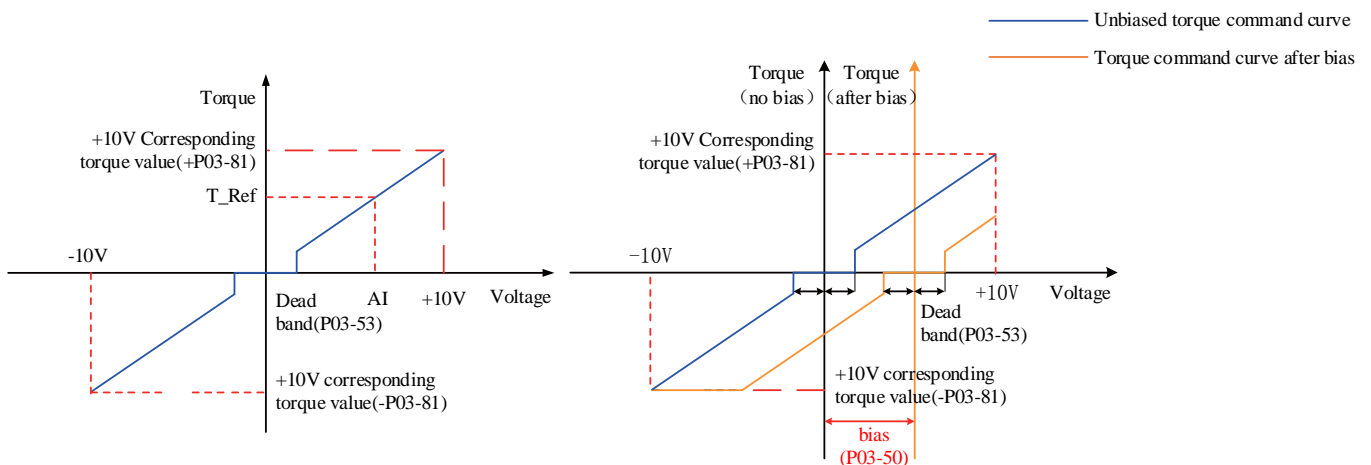 Unbiased torque command curve
Torque command curve after bias
Torque
+10V Corresponding
torque value(+P03-81)
T_Ref
-10V
Dead
band(P03-53)
AI
+10V
Voltage
+10V corresponding
torque value(-P03-81)
Torque
（no bias）
Torque
（after bias）
+10V Corresponding
torque value(+P03-81)
-10V
+10V
Voltage
Dead
band(P03-53)
+10V corresponding
torque value(-P03-81)
bias
(P03-50)